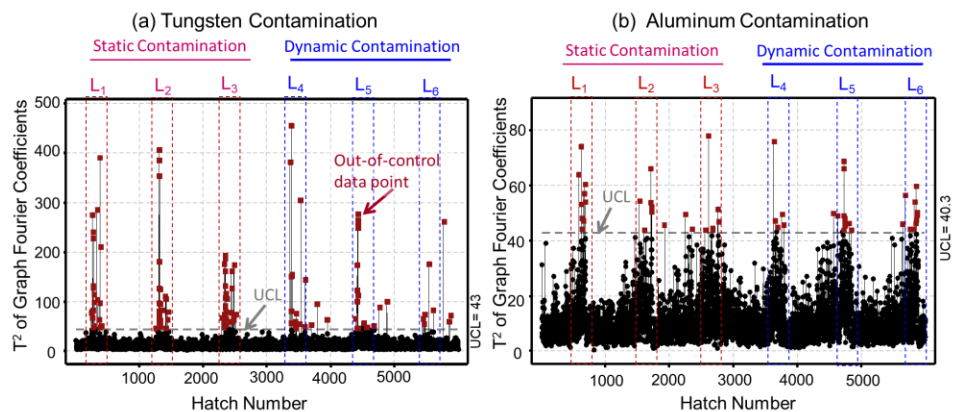 (a) Tungsten Contamination
Static Contamination
Dynamic Contamination
L1
L2
L3
L4
L5
L6
500
400
300
200
100
0
T² of Graph Fourier Coefficients
Out-of-control
data point
UCL
UCL= 43
1000 2000 3000 4000 5000
Hatch Number
(b) Aluminum Contamination
Static Contamination
Dynamic Contamination
L1
L2
L3
L4
L5
L6
80
60
40
20
0
T² of Graph Fourier Coefficients
UCL
UCL= 40.3
1000 2000 3000 4000 5000
Hatch Number